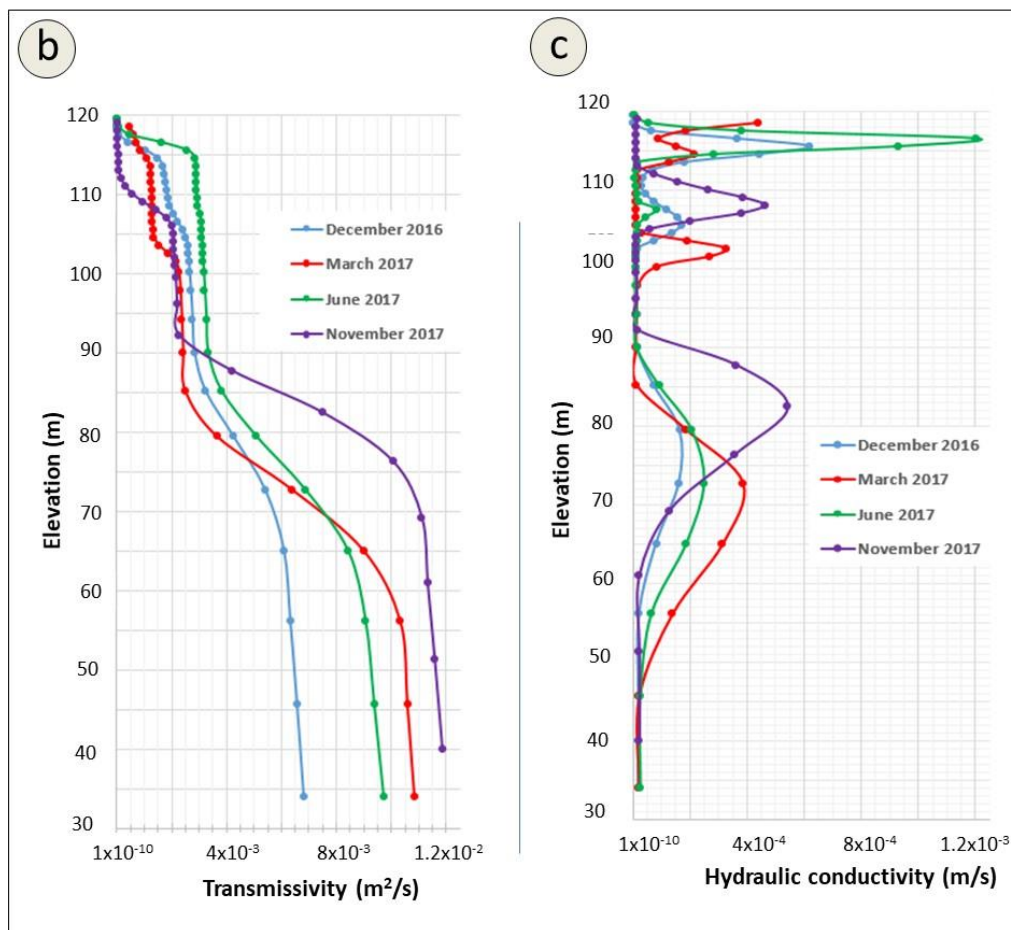 b
120
110
100
90
80
70
60
50
40
30
Elevation (m)
December 2016
March 2017
June 2017
November 2017
1x10⁻¹⁰ 4x10⁻³ 8x10⁻³ 1.2x10⁻²
Transmissivity (m²/s)
c
120
110
100
90
80
70
60
50
40
30
Elevation (m)
December 2016
March 2017
June 2017
November 2017
1x10⁻¹⁰ 4x10⁻⁴ 8x10⁻⁴ 1.2x10⁻³
Hydraulic conductivity (m/s)